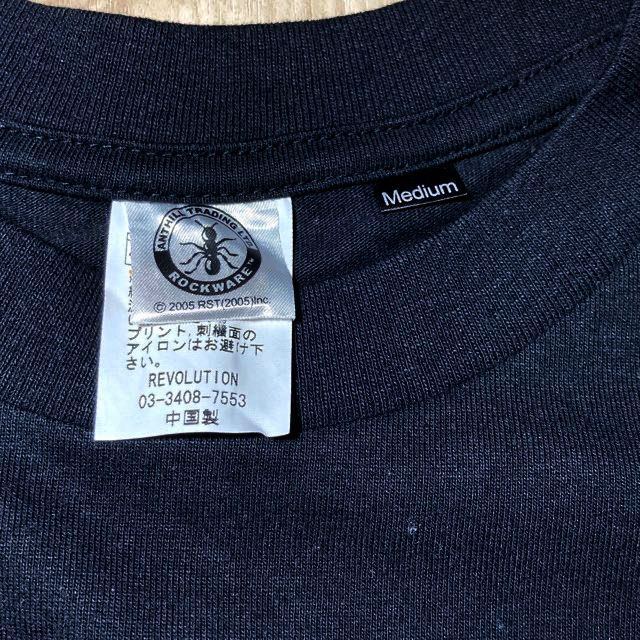 ANTHILL TRADING LTD.
ROCKWARE™
© 2005 RST(2005)Inc.
Medium
プリント,刺繍面の
アイロンはお避け下
さい。
REVOLUTION
03-3408-7553
中国製